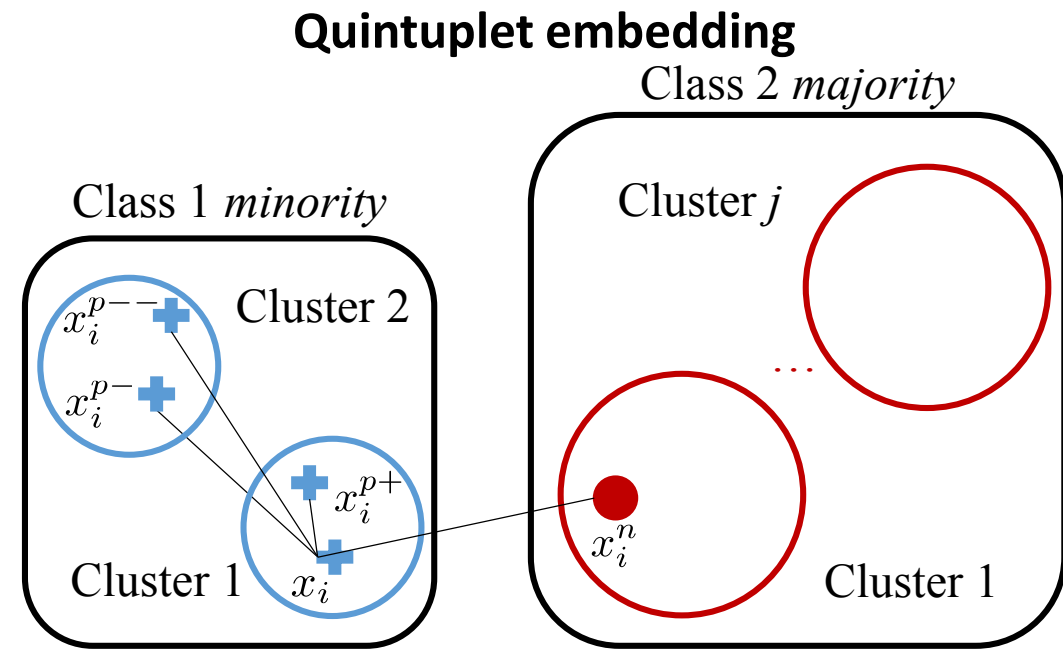 Quintuplet embedding
Class 2 majority
Class 1 minority
Cluster j
Cluster 2
x_i^{p--}
x_i^{p-}
...
x_i^{p+}
x_i^n
Cluster 1
x_i
Cluster 1